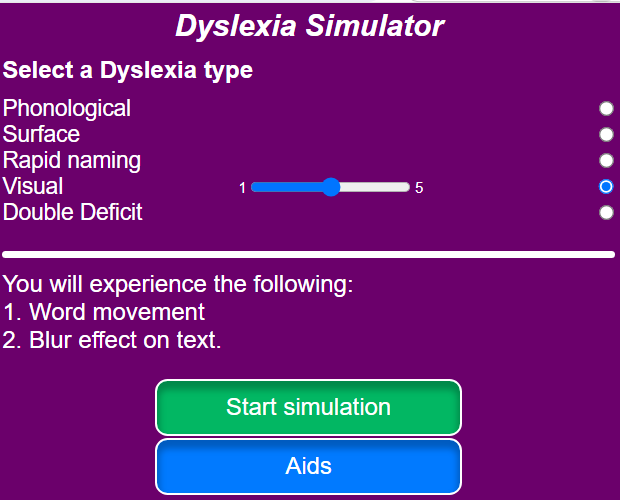 Dyslexia Simulator
Select a Dyslexia type
Phonological
Surface
Rapid naming
Visual 1 5
Double Deficit
You will experience the following:
1. Word movement
2. Blur effect on text.
Start simulation
Aids